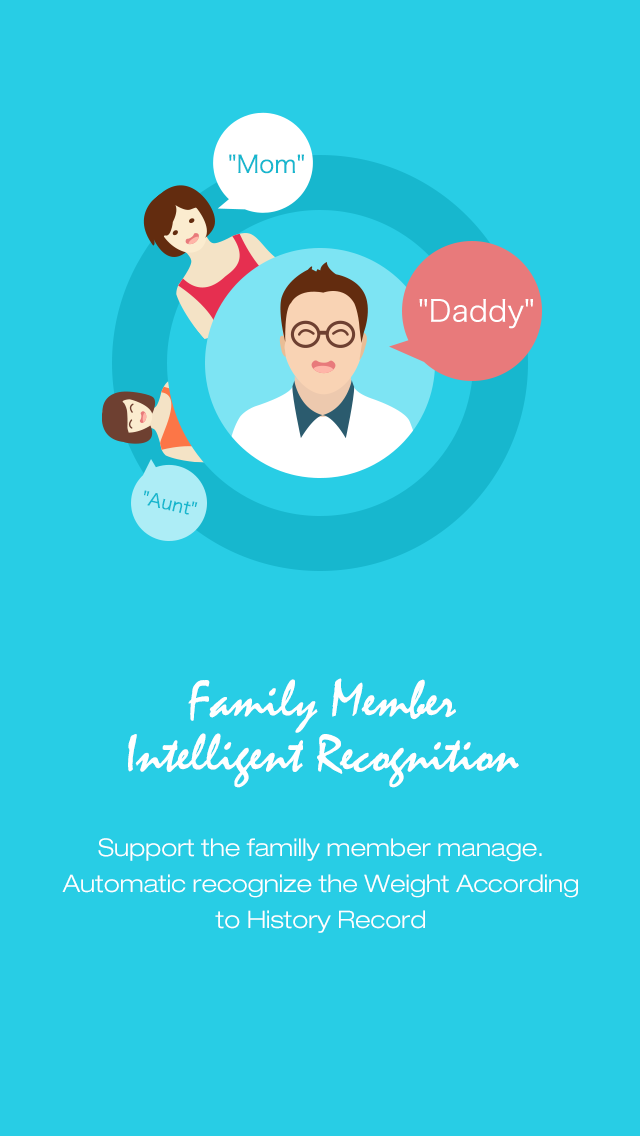 "Mom"
"Daddy"
"Aunt"
Family Member
Intelligent Recognition
Support the familly member manage.
Automatic recognize the Weight According
to History Record